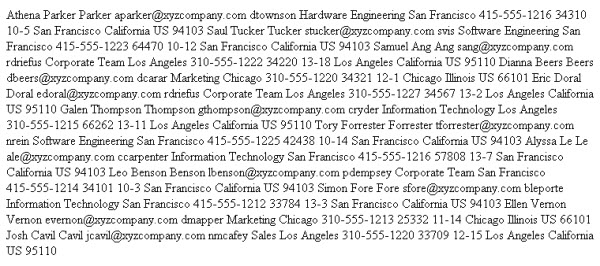 Athena Parker Parker aparker@xyzcompany.com dtownson Hardware Engineering San Francisco 415-555-1216 34310
10-5 San Francisco California US 94103 Saul Tucker Tucker stucker@xyzcompany.com svis Software Engineering San
Francisco 415-555-1223 64470 10-12 San Francisco California US 94103 Samuel Ang Ang sang@xyzcompany.com
rdriefus Corporate Team Los Angeles 310-555-1222 34220 13-18 Los Angeles California US 95110 Dianna Beers Beers
dbeers@xyzcompany.com dcarar Marketing Chicago 310-555-1220 34321 12-1 Chicago Illinois US 66101 Eric Doral
Doral edoral@xyzcompany.com rdriefus Corporate Team Los Angeles 310-555-1227 34567 13-2 Los Angeles California
US 95110 Galen Thompson Thompson gthompson@xyzcompany.com cryder Information Technology Los Angeles
310-555-1215 66262 13-11 Los Angeles California US 95110 Tory Forrester Forrester tforrester@xyzcompany.com
nrein Software Engineering San Francisco 415-555-1225 42438 10-14 San Francisco California US 94103 Alyssa Le Le
ale@xyzcompany.com ccarpenter Information Technology San Francisco 415-555-1216 57808 13-7 San Francisco
California US 94103 Leo Benson Benson lbenson@xyzcompany.com pdempsey Corporate Team San Francisco
415-555-1214 34101 10-3 San Francisco California US 94103 Simon Fore Fore sfore@xyzcompany.com bleporte
Information Technology San Francisco 415-555-1212 33784 13-3 San Francisco California US 94103 Ellen Vernon
Vernon evernon@xyzcompany.com dmapper Marketing Chicago 310-555-1213 25332 11-14 Chicago Illinois US 66101
Josh Cavil Cavil jcavil@xyzcompany.com nmcafey Sales Los Angeles 310-555-1220 33709 12-15 Los Angeles California
US 95110